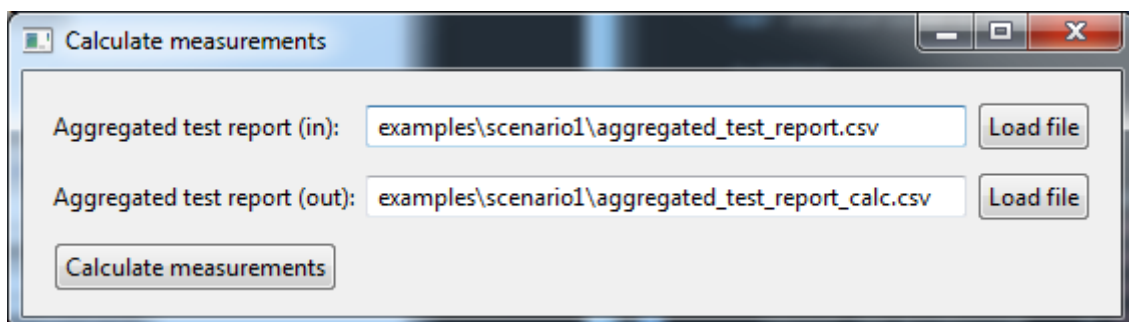 Calculate measurements
Aggregated test report (in): examples\scenario1\aggregated_test_report.csv Load file
Aggregated test report (out): examples\scenario1\aggregated_test_report_calc.csv Load file
Calculate measurements